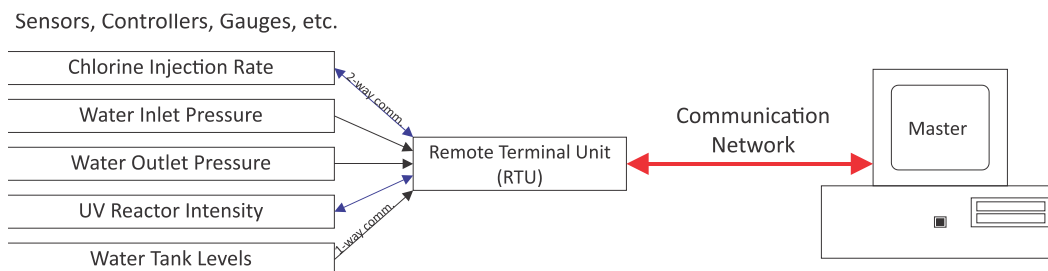 Sensors, Controllers, Gauges, etc.
Chlorine Injection Rate
2-way comm.
Water Inlet Pressure
Water Outlet Pressure
UV Reactor Intensity
1-way comm.
Water Tank Levels
Remote Terminal Unit
(RTU)
Communication
Network
Master